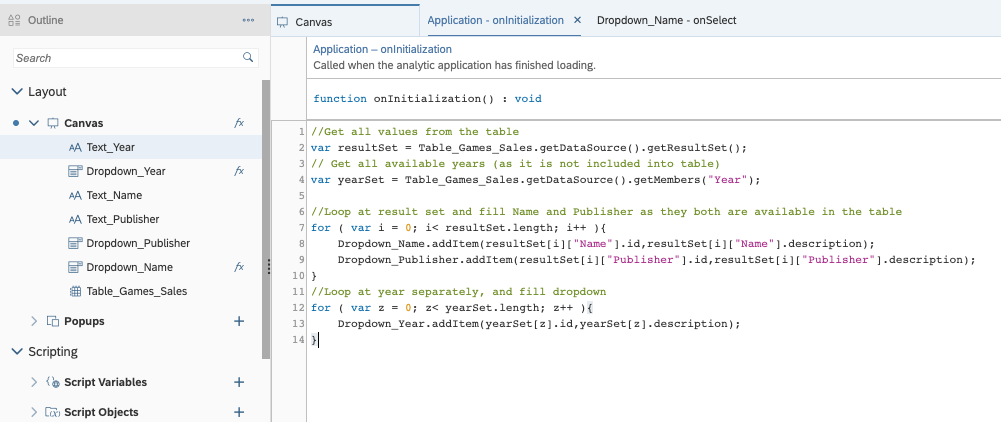 Outline
Search
Layout
Canvas
Text_Year
Dropdown_Year
Text_Name
Text_Publisher
Dropdown_Publisher
Dropdown_Name
Table_Games_Sales
Popups
Scripting
Script Variables
Script Objects
Canvas
Application - onInitialization ×
Dropdown_Name - onSelect
Application – onInitialization
Called when the analytic application has finished loading.
function onInitialization() : void
1 //Get all values from the table
2 var resultSet = Table_Games_Sales.getDataSource().getResultSet();
3 // Get all available years (as it is not included into table)
4 var yearSet = Table_Games_Sales.getDataSource().getMembers("Year");
5
6 //Loop at result set and fill Name and Publisher as they both are available in the table
7 for ( var i = 0; i< resultSet.length; i++ ){
8 Dropdown_Name.addItem(resultSet[i]["Name"].id,resultSet[i]["Name"].description);
9 Dropdown_Publisher.addItem(resultSet[i]["Publisher"].id,resultSet[i]["Publisher"].description);
10 }
11 //Loop at year separately, and fill dropdown
12 for ( var z = 0; z< yearSet.length; z++ ){
13 Dropdown_Year.addItem(yearSet[z].id,yearSet[z].description);
14 }